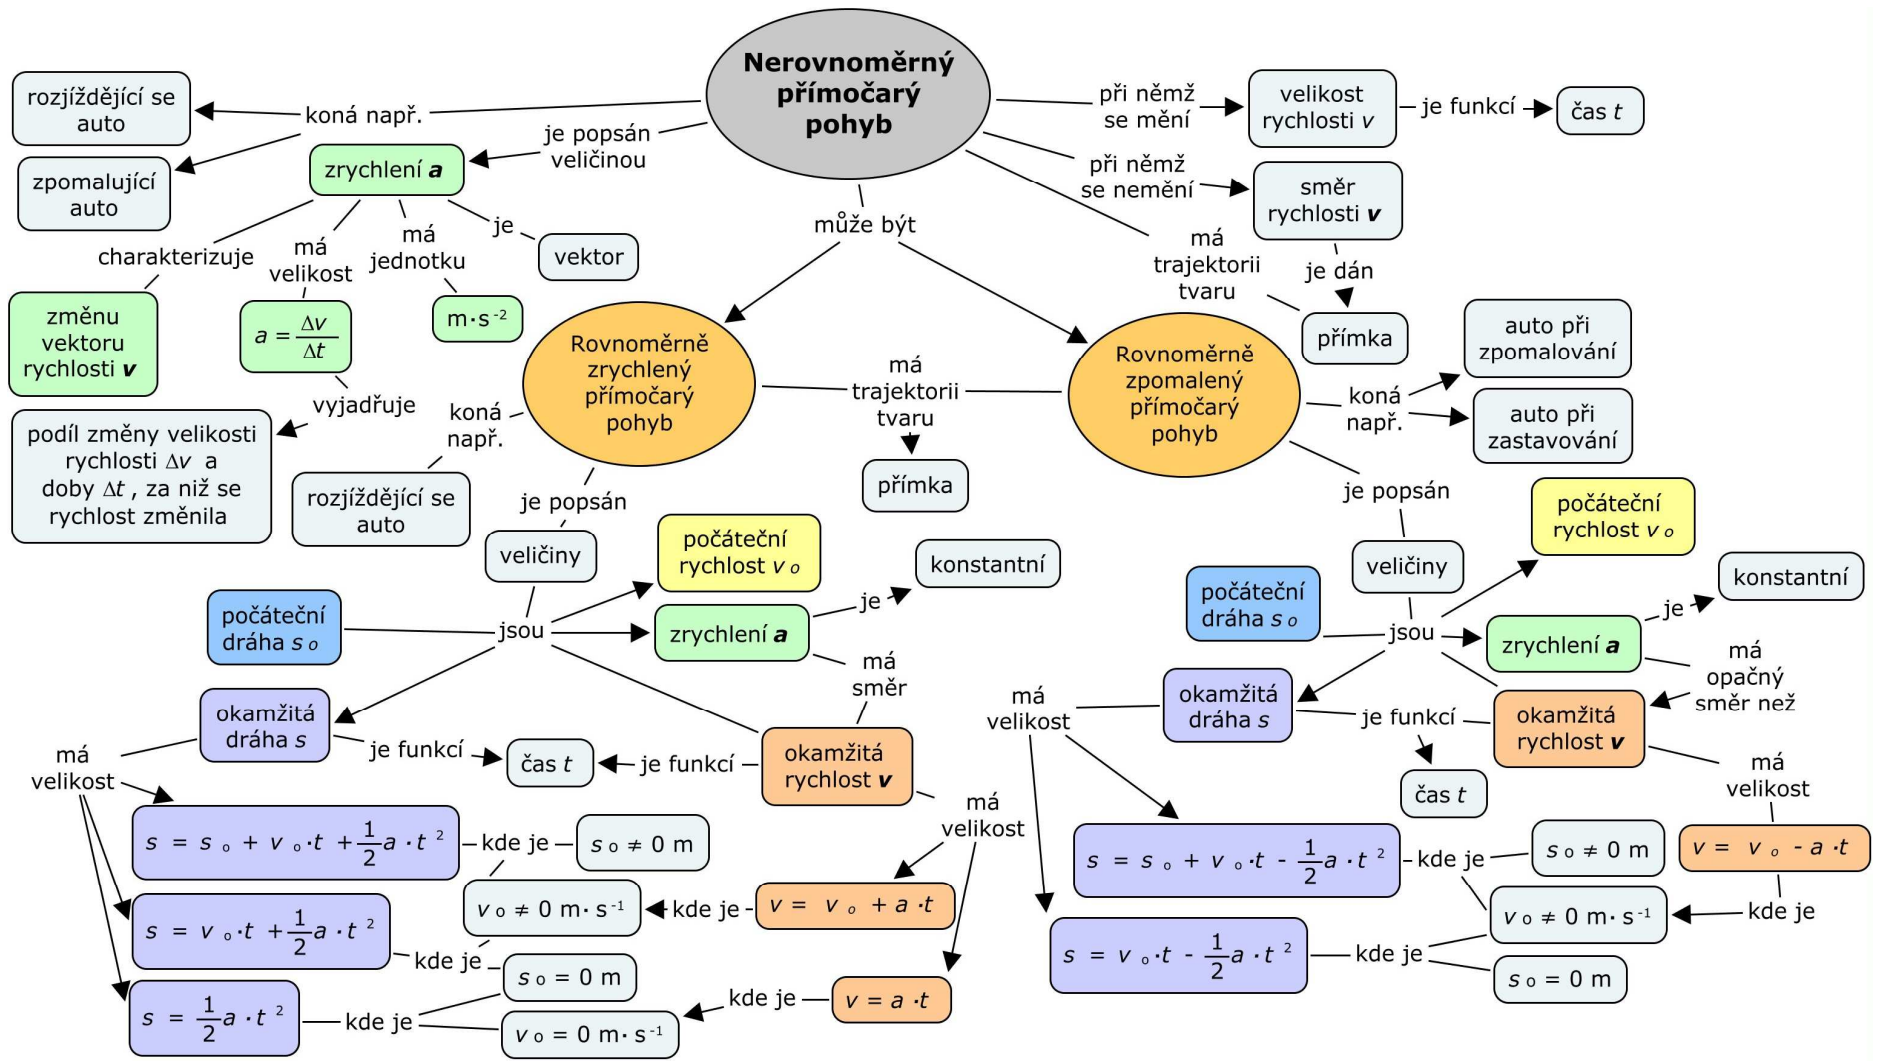 Nerovnoměrný
přímočarý
pohyb
koná např.
rozjíždějící se
auto
zpomalující
auto
je popsán
veličinou
zrychlení a
charakterizuje
změnu
vektoru
rychlosti v
má
velikost
a = Δv/Δt
vyjadřuje
podíl změny velikosti
rychlosti Δv a
doby Δt , za niž se
rychlost změnila
má
jednotku
m·s⁻²
je
vektor
při němž
se mění
velikost
rychlosti v
je funkcí
čas t
při němž
se nemění
směr
rychlosti v
je dán
má
trajektorii
tvaru
přímka
může být
Rovnoměrně
zrychlený
přímočarý
pohyb
má
trajektorii
tvaru
přímka
Rovnoměrně
zpomalený
přímočarý
pohyb
koná
např.
auto při
zpomalování
auto při
zastavování
koná
např.
rozjíždějící se
auto
je popsán
veličiny
jsou
počáteční
rychlost v₀
počáteční
dráha s₀
zrychlení a
je
konstantní
má
směr
okamžitá
dráha s
je funkcí
čas t
je funkcí
okamžitá
rychlost v
má
velikost
s = s₀ + v₀·t + 1/2 a·t²
kde je
s₀ ≠ 0 m
v₀ ≠ 0 m·s⁻¹
s = v₀·t + 1/2 a·t²
kde je
s₀ = 0 m
s = 1/2 a·t²
kde je
v₀ = 0 m·s⁻¹
má
velikost
v = v₀ + a·t
kde je
v = a·t
kde je
je popsán
veličiny
jsou
počáteční
rychlost v₀
počáteční
dráha s₀
zrychlení a
je
konstantní
má
opačný
směr než
okamžitá
dráha s
je funkcí
čas t
okamžitá
rychlost v
má
velikost
s = s₀ + v₀·t - 1/2 a·t²
kde je
s₀ ≠ 0 m
v₀ ≠ 0 m·s⁻¹
s = v₀·t - 1/2 a·t²
kde je
s₀ = 0 m
má
velikost
v = v₀ - a·t
kde je